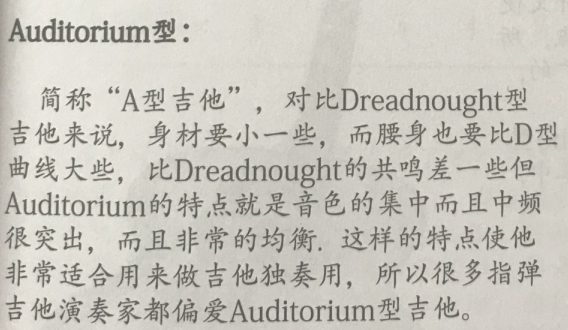 Auditorium型：
简称“A型吉他”，对比Dreadnought型
吉他来说，身材要小一些，而腰身也要比D型
曲线大些，比Dreadnought的共鸣差一些但
Auditorium的特点就是音色的集中而且中频
很突出，而且非常的均衡. 这样的特点使他
非常适合用来做吉他独奏用，所以很多指弹
吉他演奏家都偏爱Auditorium型吉他。